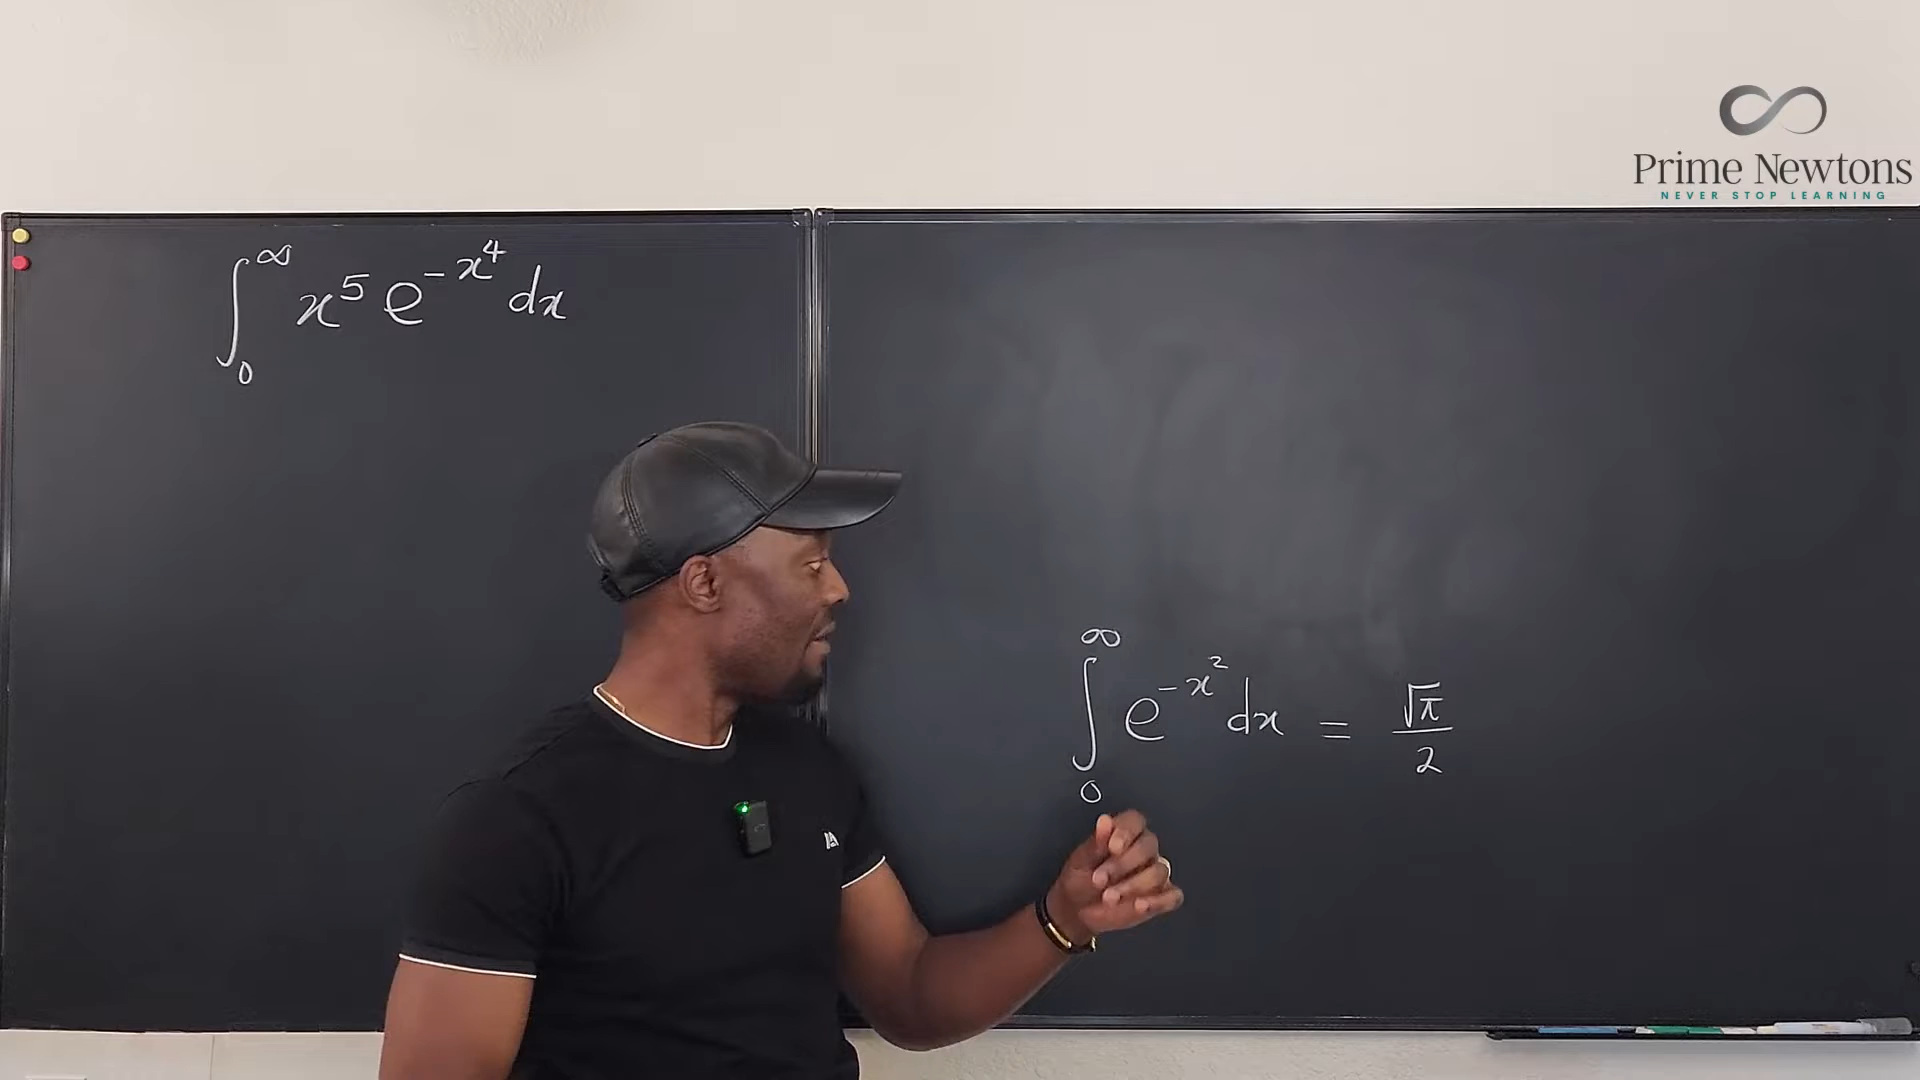 Prime Newtons
NEVER STOP LEARNING
∫₀^∞ x⁵ e^(-x⁴) dx
∫₀^∞ e^(-x²) dx = √π/2